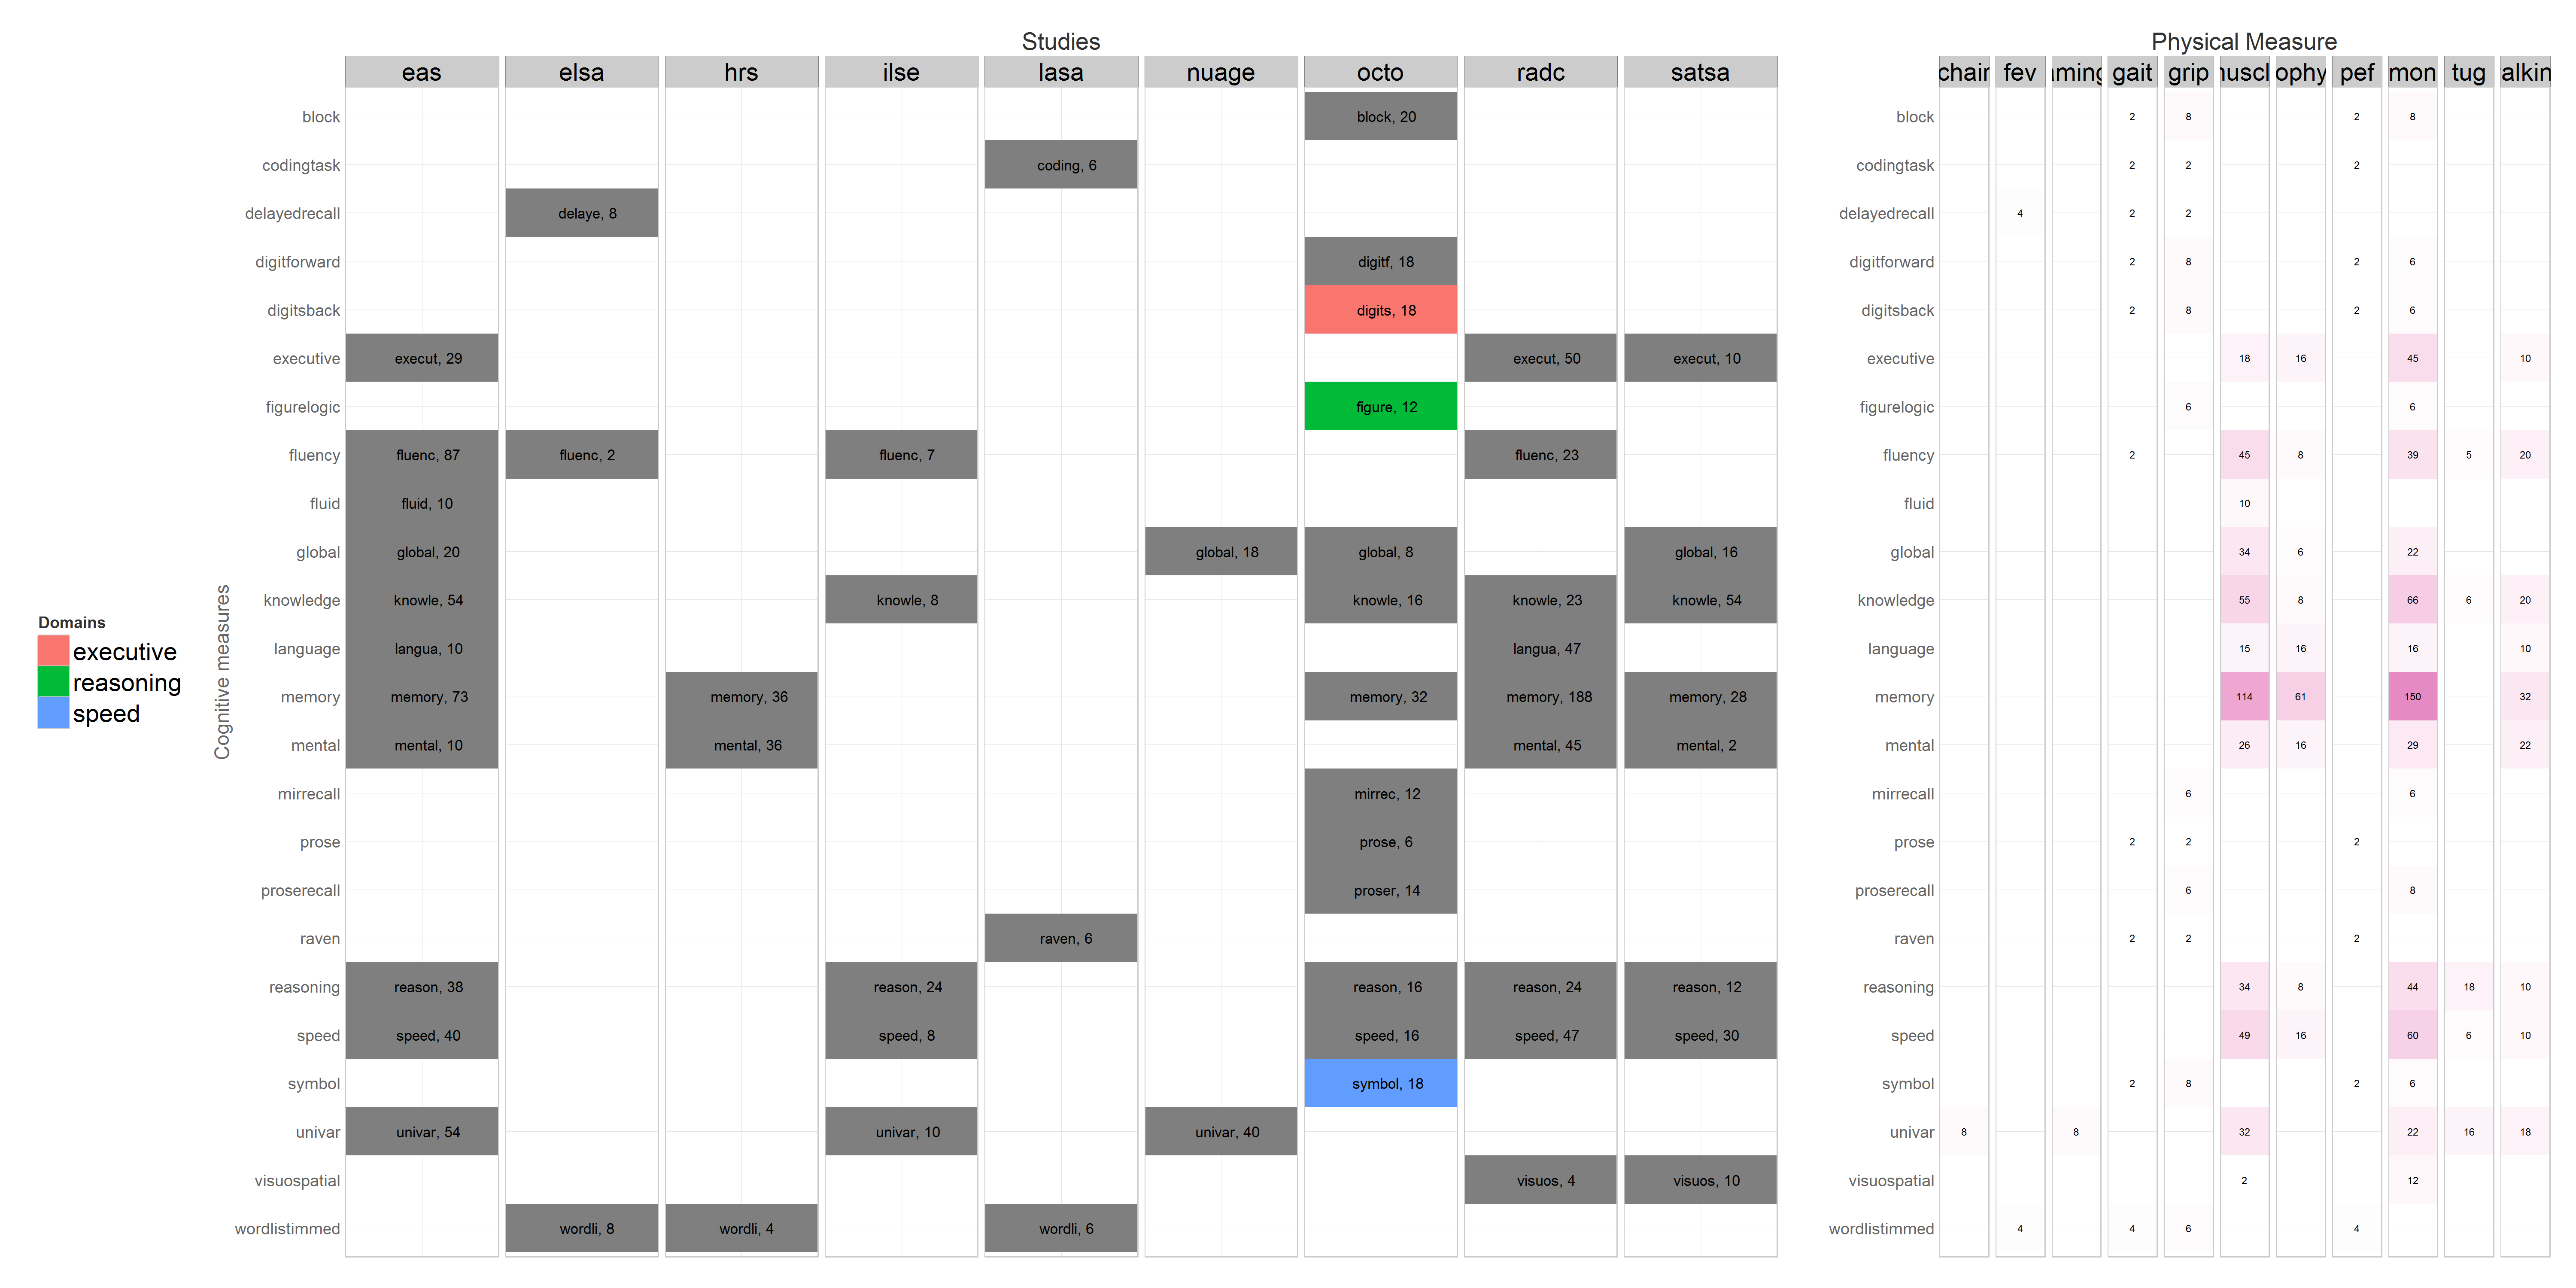 Studies Physical Measure
eas elsa hrs ilse lasa nuage octo radc satsa chair fev aming gait grip nuscl ophy pef mon tug alkin
block block, 20 block 2 8 2 8
codingtask coding, 6 codingtask 2 2 2
delayedrecall delaye, 8 delayedrecall 4 2 2
digitforward digitf, 18 digitforward 2 8 2 6
digitsback digits, 18 digitsback 2 8 2 6
executive execut, 29 execut, 50 execut, 10 executive 18 16 45 10
figurelogic figure, 12 figurelogic 6 6
fluency fluenc, 87 fluenc, 2 fluenc, 7 fluenc, 23 fluency 2 45 8 39 5 20
fluid fluid, 10 fluid 10
global global, 20 global, 18 global, 8 global, 16 global 34 6 22
knowledge knowle, 54 knowle, 8 knowle, 16 knowle, 23 knowle, 54 knowledge 55 8 66 6 20
language langua, 10 langua, 47 language 15 16 16 10
memory memory, 73 memory, 36 memory, 32 memory, 188 memory, 28 memory 114 61 150 32
mental mental, 10 mental, 36 mental, 45 mental, 2 mental 26 16 29 22
mirrecall mirrec, 12 mirrecall 6 6
prose prose, 6 prose 2 2 2
proserecall proser, 14 proserecall 6 8
raven raven, 6 raven 2 2 2
reasoning reason, 38 reason, 24 reason, 16 reason, 24 reason, 12 reasoning 34 8 44 18 10
speed speed, 40 speed, 8 speed, 16 speed, 47 speed, 30 speed 49 16 60 6 10
symbol symbol, 18 symbol 2 8 2 6
univar univar, 54 univar, 10 univar, 40 univar 8 8 32 22 16 18
visuospatial visuos, 4 visuos, 10 visuospatial 2 12
wordlistimmed wordli, 8 wordli, 4 wordli, 6 wordlistimmed 4 4 6 4
Cognitive measures
Domains
executive
reasoning
speed